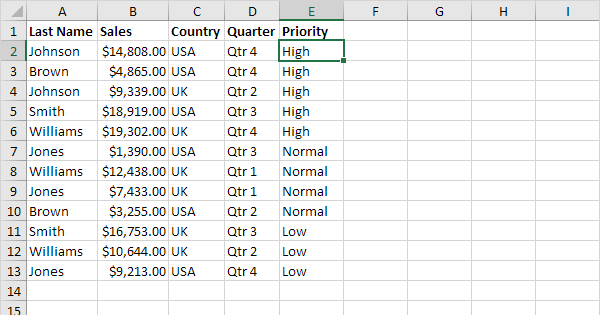 A B C D E F G H I
1 Last Name Sales Country Quarter Priority
2 Johnson $14,808.00 USA Qtr 4 High
3 Brown $4,865.00 USA Qtr 4 High
4 Johnson $9,339.00 UK Qtr 2 High
5 Smith $18,919.00 USA Qtr 3 High
6 Williams $19,302.00 UK Qtr 4 High
7 Jones $1,390.00 USA Qtr 3 Normal
8 Williams $12,438.00 UK Qtr 1 Normal
9 Jones $7,433.00 UK Qtr 1 Normal
10 Brown $3,255.00 USA Qtr 2 Normal
11 Smith $16,753.00 UK Qtr 3 Low
12 Williams $10,644.00 UK Qtr 2 Low
13 Jones $9,213.00 USA Qtr 4 Low
14
15